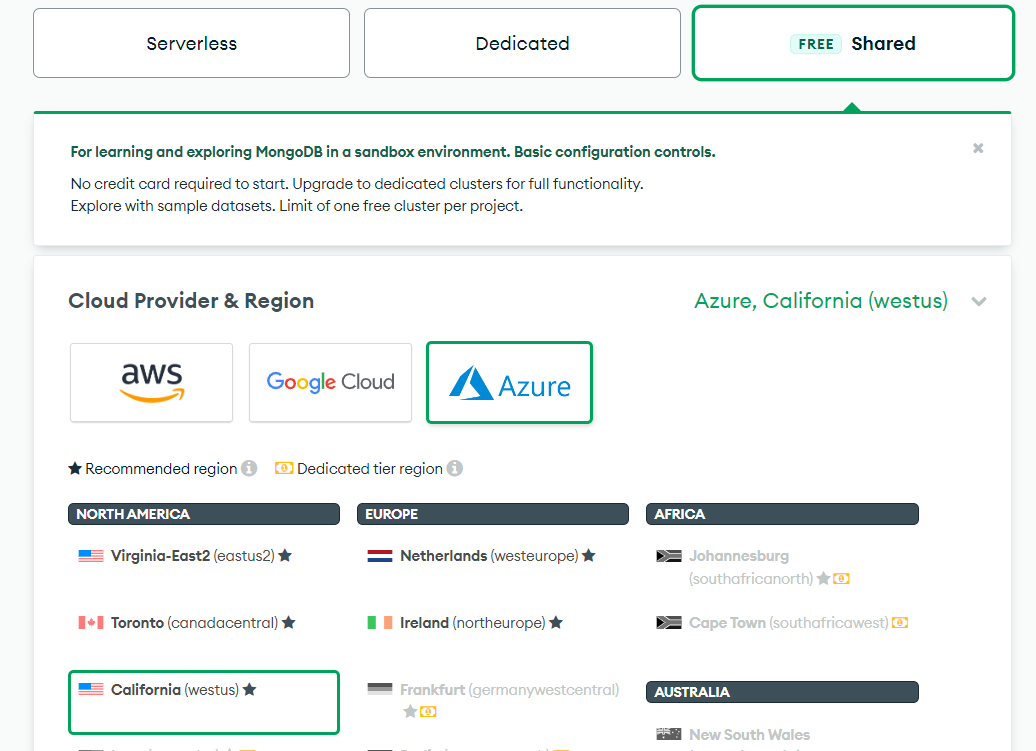 Serverless
Dedicated
FREE Shared
For learning and exploring MongoDB in a sandbox environment. Basic configuration controls.
No credit card required to start. Upgrade to dedicated clusters for full functionality.
Explore with sample datasets. Limit of one free cluster per project.
Cloud Provider & Region
Azure, California (westus)
aws
Google Cloud
Azure
Recommended region
Dedicated tier region
NORTH AMERICA
Virginia-East2 (eastus2)
Toronto (canadacentral)
California (westus)
EUROPE
Netherlands (westeurope)
Ireland (northeurope)
Frankfurt (germanywestcentral)
AFRICA
Johannesburg
(southafricanorth)
Cape Town (southafricawest)
AUSTRALIA
New South Wales